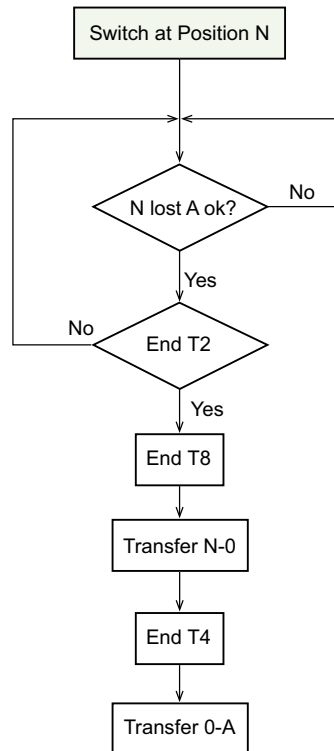 Switch at Position N
N lost A ok?
No
Yes
No
End T2
Yes
End T8
Transfer N-0
End T4
Transfer 0-A